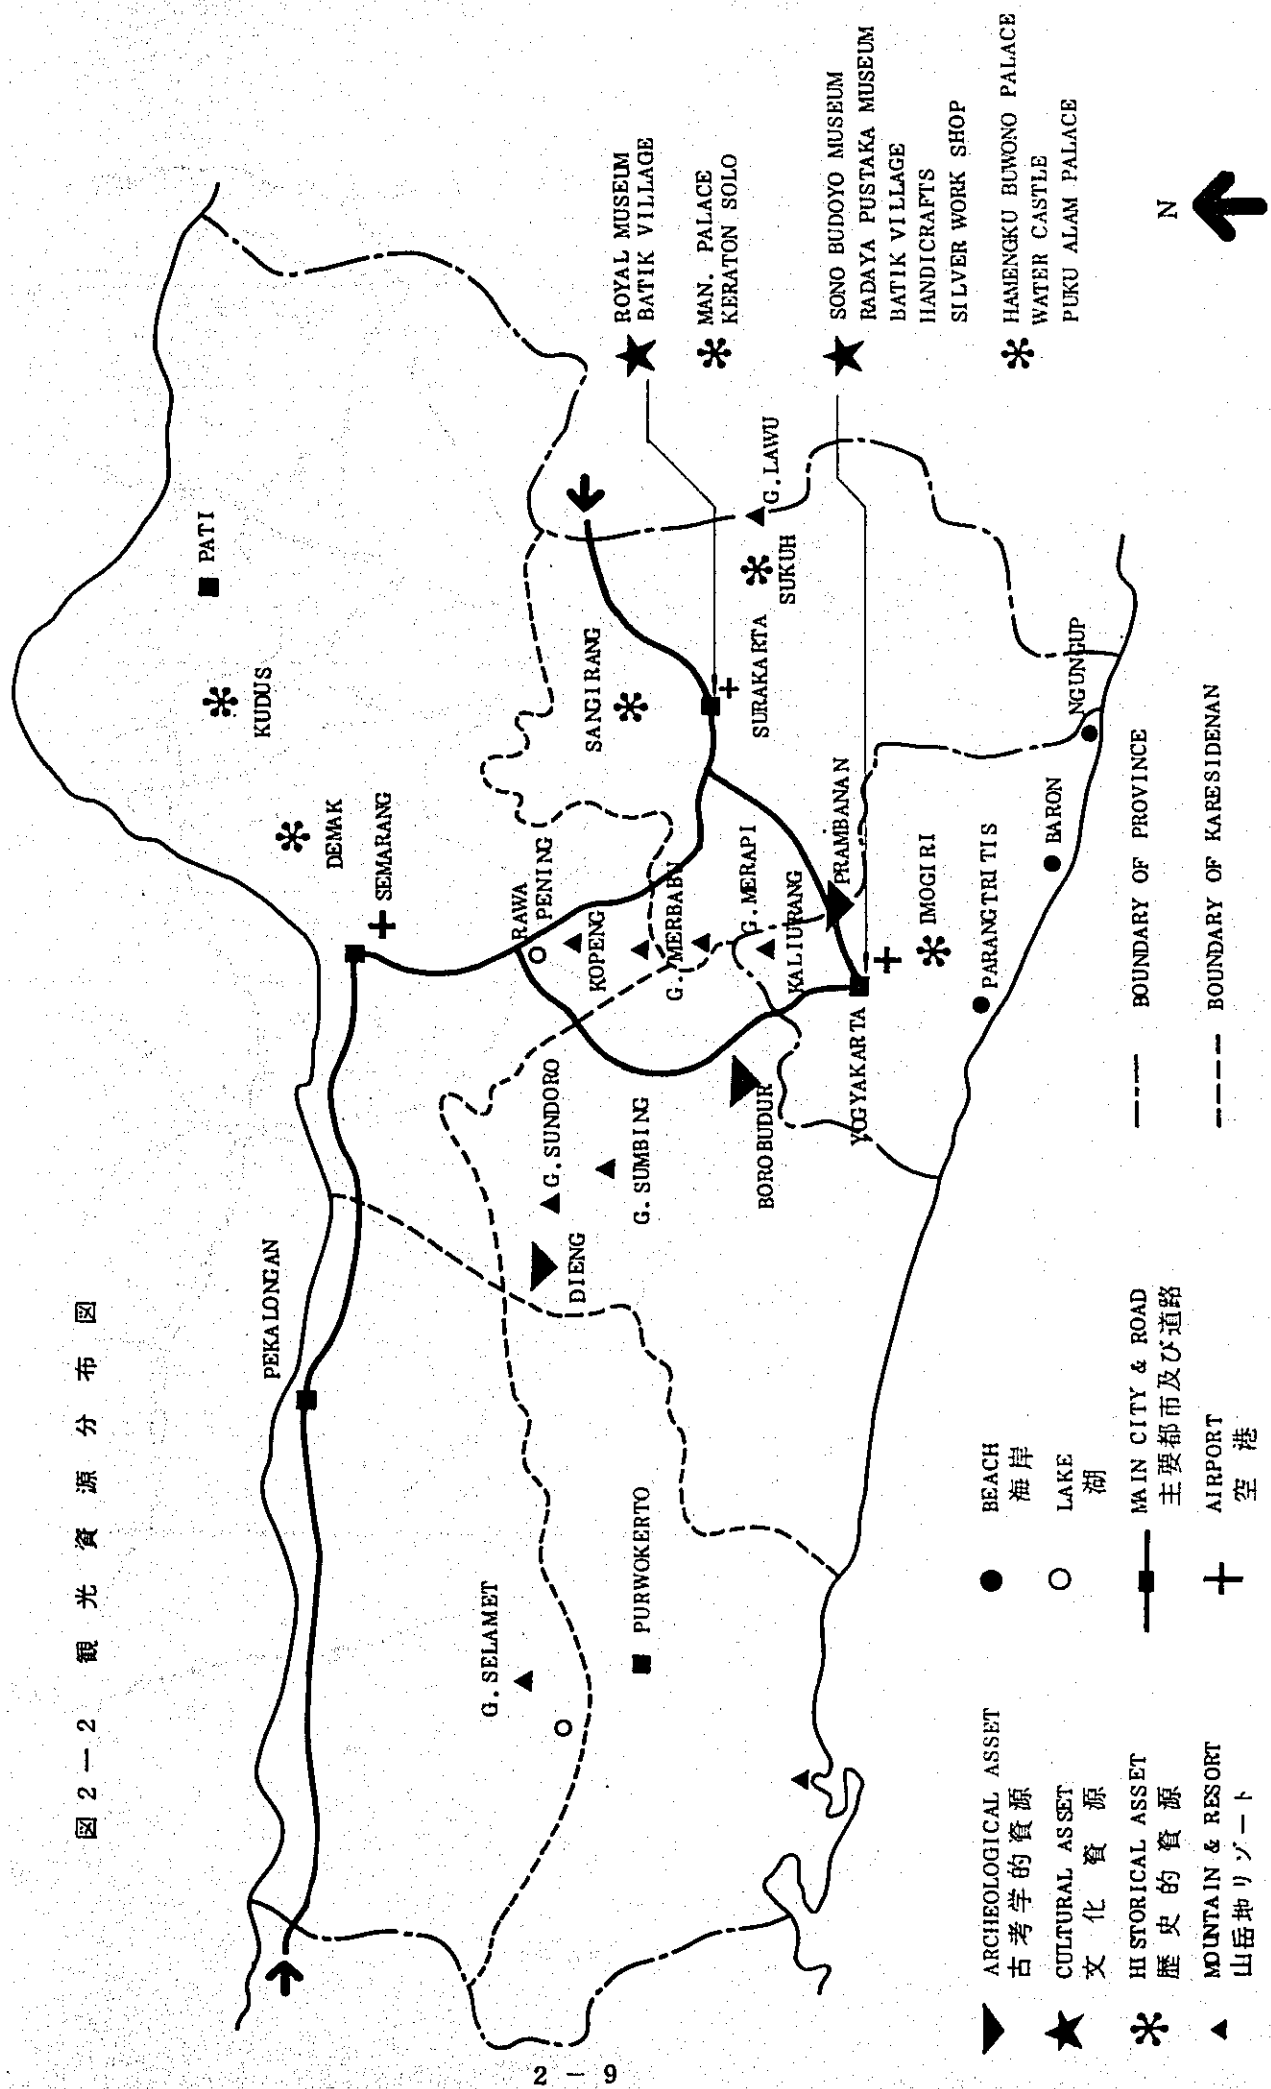 図2-2 観光資源分布図
PEKALONGAN
DEMAK
SEMARANG
KUDUS
PATI
G.SELAMET
PURWOKERTO
DIENG
G.SUNDORO
G.SUMBING
BOROBUDUR
RAWA
PENING
KOPENG
G.MERBABU
G.MERAPI
KALIURANG
YOGYAKARTA
PRAMBANAN
IMOGIRI
PARANGTRITIS
BARON
NGUNGUP
SANGIRANG
SURAKARTA
SUKUH
G.LAWU
ROYAL MUSEUM
BATIK VILLAGE
MAN. PALACE
KERATON SOLO
SONO BUDOYO MUSEUM
RADAYA PUSTAKA MUSEUM
BATIK VILLAGE
HANDICRAFTS
SILVER WORK SHOP
HAMENGKU BUWONO PALACE
WATER CASTLE
PUKU ALAM PALACE
N
ARCHEOLOGICAL ASSET
古考学的資源
CULTURAL ASSET
文化資源
HISTORICAL ASSET
歴史的資源
MOUNTAIN & RESORT
山岳地リゾート
BEACH
海岸
LAKE
湖
MAIN CITY & ROAD
主要都市及び道路
AIRPORT
空港
BOUNDARY OF PROVINCE
BOUNDARY OF KARESIDENAN
2-9